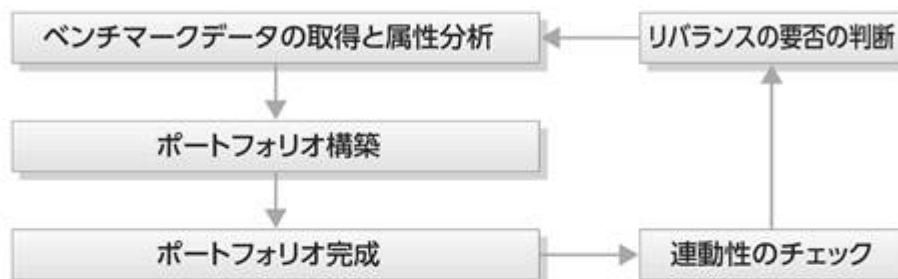 ベンチマークデータの取得と属性分析
リバランスの要否の判断
ポートフォリオ構築
ポートフォリオ完成
連動性のチェック